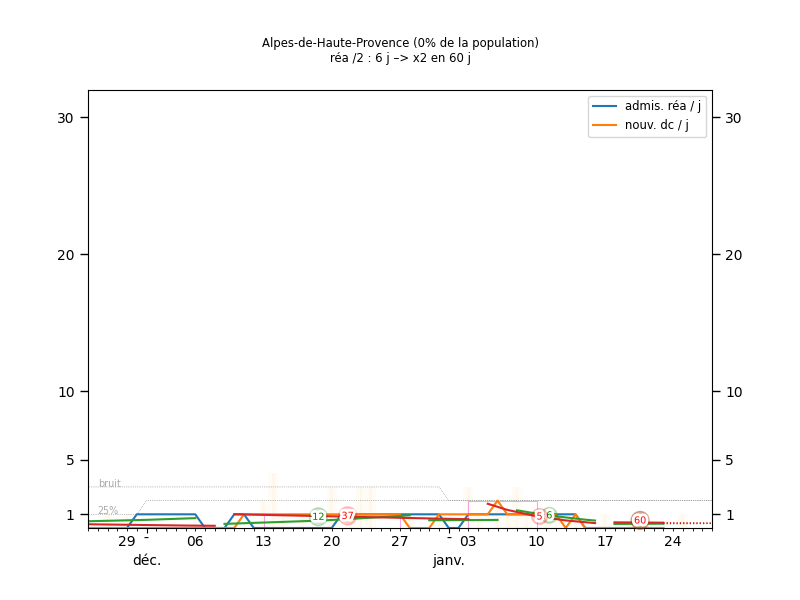 Alpes-de-Haute-Provence (0% de la population)
réa /2 : 6 j –> x2 en 60 j
admis. réa / j
nouv. dc / j
30 30
20 20
10 10
5 5
bruit
25%
1 12 37 5 6 60 1
29 - 06 13 20 27 - 03 10 17 24
déc. janv.